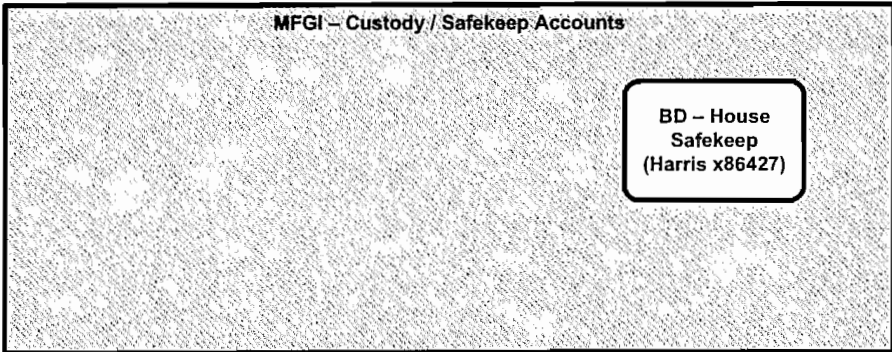 MFGI – Custody / Safekeep Accounts
BD – House
Safekeep
(Harris x86427)